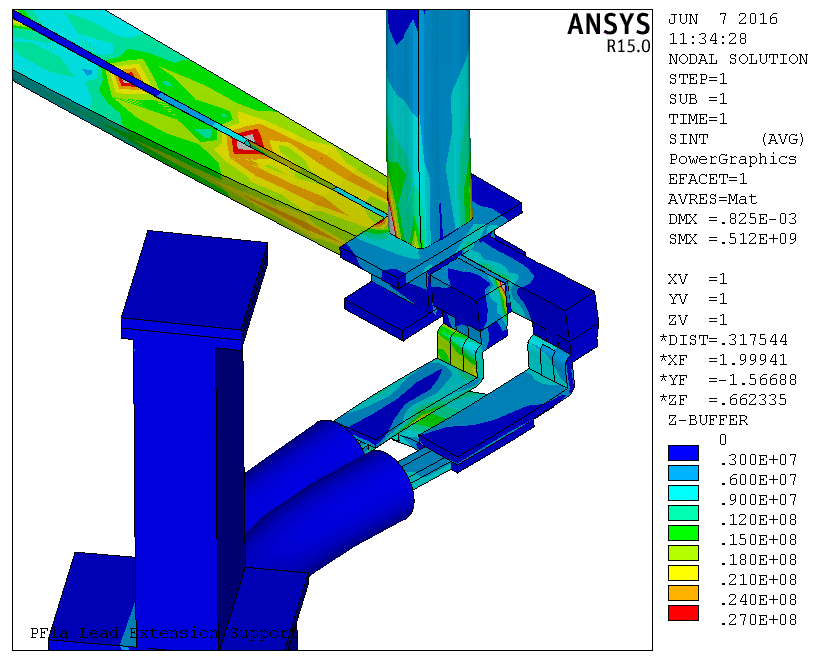 ANSYS
R15.0
JUN 7 2016
11:34:28
NODAL SOLUTION
STEP=1
SUB =1
TIME=1
SINT (AVG)
PowerGraphics
EFACET=1
AVRES=Mat
DMX =.825E-03
SMX =.512E+09
XV =1
YV =1
ZV =1
*DIST=.317544
*XF =1.99941
*YF =-1.56688
*ZF =.662335
Z-BUFFER
0
.300E+07
.600E+07
.900E+07
.120E+08
.150E+08
.180E+08
.210E+08
.240E+08
.270E+08
PF1a Lead Extension/Support